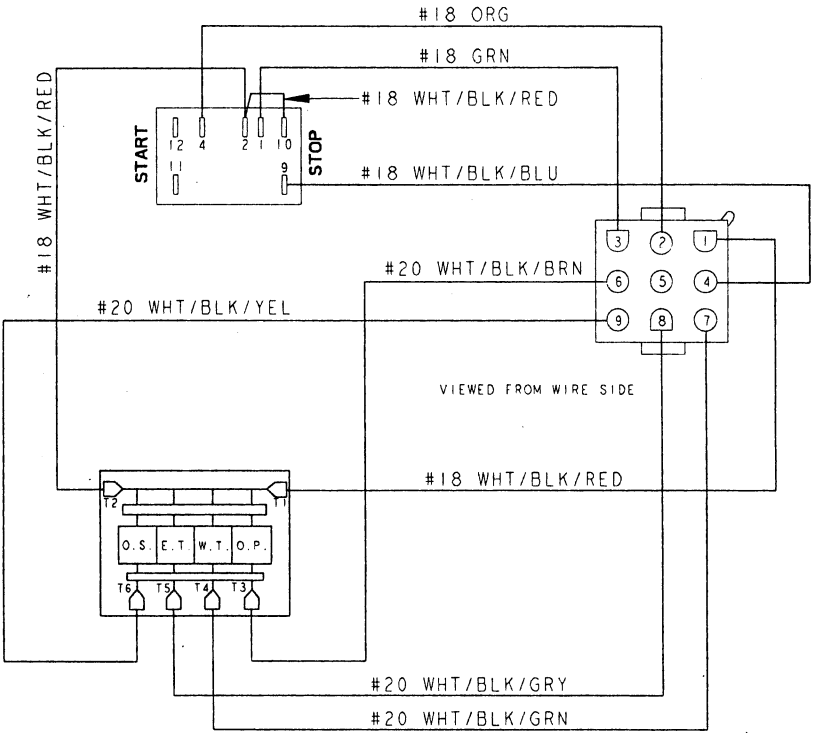 #18 ORG
#18 GRN
#18 WHT/BLK/RED
#18 WHT/BLK/RED
START
12 4 2 1 10
11 9
STOP
#18 WHT/BLK/BLU
3 2 1
#20 WHT/BLK/BRN
6 5 4
#20 WHT/BLK/YEL
9 8 7
VIEWED FROM WIRE SIDE
#18 WHT/BLK/RED
T2 T1
O.S. E.T. W.T. O.P.
T6 T5 T4 T3
#20 WHT/BLK/GRY
#20 WHT/BLK/GRN